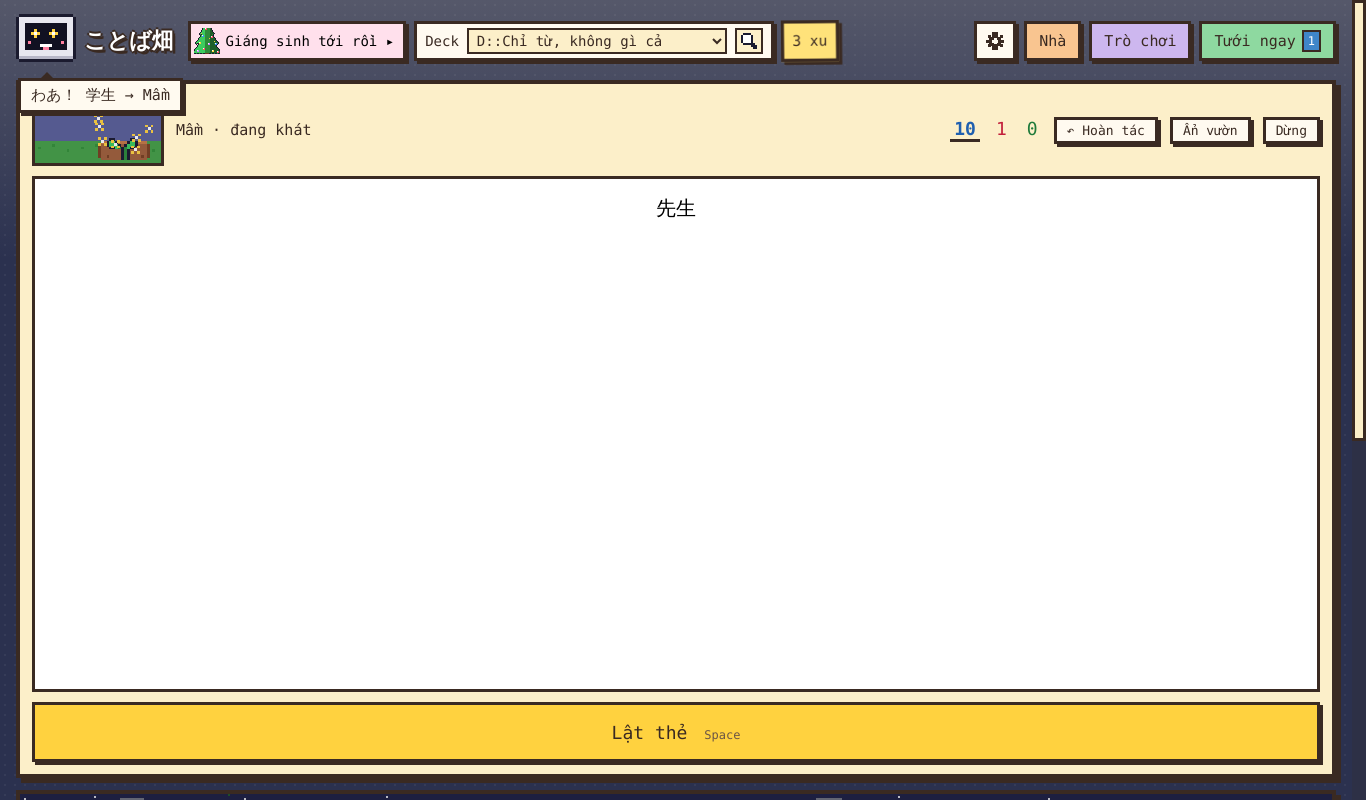 ことば畑
Giáng sinh tới rồi ▸
Deck D::Chỉ từ, không gì cả
3 xu
Nhà
Trò chơi
Tưới ngay 1
わあ！ 学生 → Mầm
Mầm · đang khát
10 1 0
↶ Hoàn tác
Ẩn vườn
Dừng
先生
Lật thẻ Space